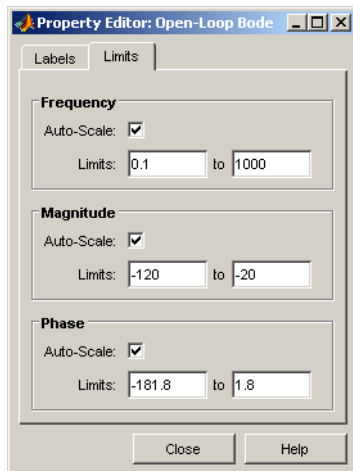 Property Editor: Open-Loop Bode
Labels Limits
Frequency
Auto-Scale:
Limits: 0.1 to 1000
Magnitude
Auto-Scale:
Limits: -120 to -20
Phase
Auto-Scale:
Limits: -181.8 to 1.8
Close Help